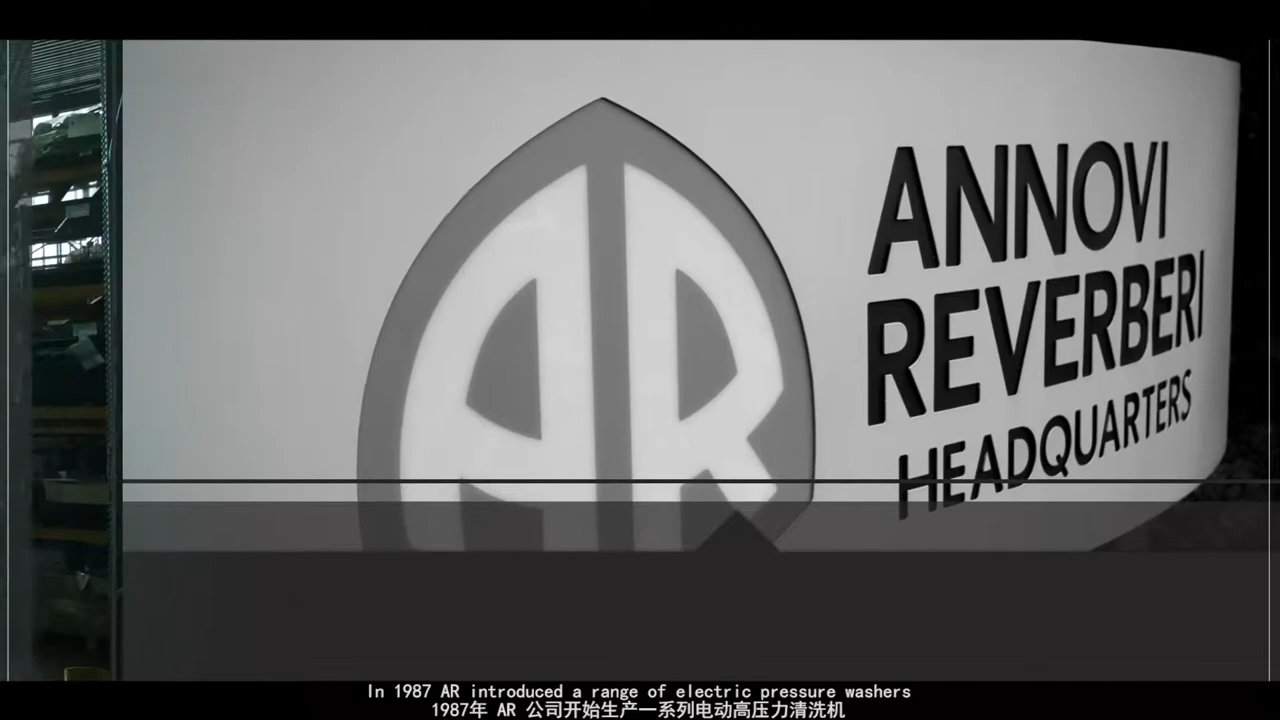 AR
ANNOVI
REVERBERI
HEADQUARTERS
In 1987 AR introduced a range of electric pressure washers
1987年 AR 公司开始生产一系列电动高压力清洗机